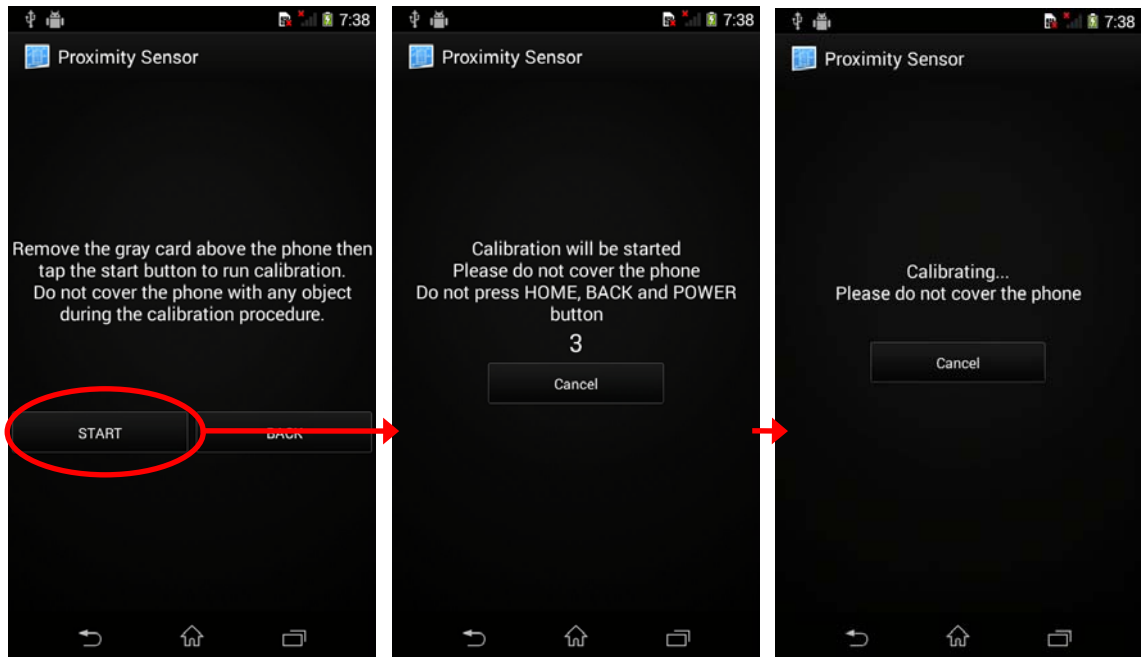 7:38
Proximity Sensor
Remove the gray card above the phone then
tap the start button to run calibration.
Do not cover the phone with any object
during the calibration procedure.
START
BACK
7:38
Proximity Sensor
Calibration will be started
Please do not cover the phone
Do not press HOME, BACK and POWER
button
3
Cancel
7:38
Proximity Sensor
Calibrating...
Please do not cover the phone
Cancel